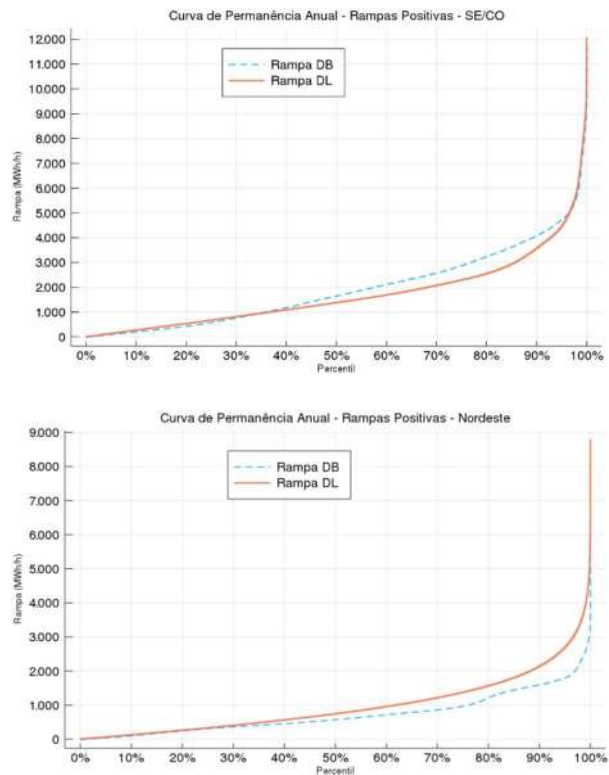 Curva de Permanência Anual - Rampas Positivas - SE/CO
Rampa DB
Rampa DL
Rampa (MWh/h)
12.000
11.000
10.000
9.000
8.000
7.000
6.000
5.000
4.000
3.000
2.000
1.000
0
0% 10% 20% 30% 40% 50% 60% 70% 80% 90% 100%
Percentil
Curva de Permanência Anual - Rampas Positivas - Nordeste
Rampa DB
Rampa DL
Rampa (MWh/h)
9.000
8.000
7.000
6.000
5.000
4.000
3.000
2.000
1.000
0
0% 10% 20% 30% 40% 50% 60% 70% 80% 90% 100%
Percentil